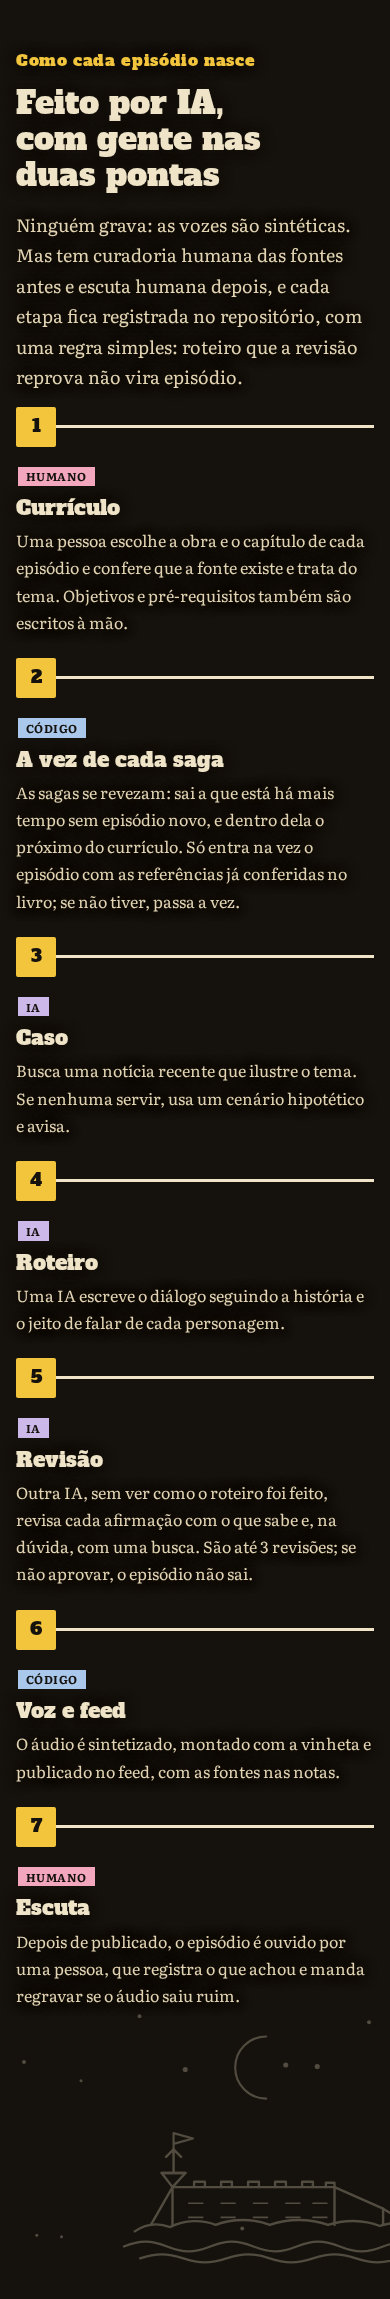 Como cada episódio nasce
Feito por IA,
com gente nas
duas pontas
Ninguém grava: as vozes são sintéticas.
Mas tem curadoria humana das fontes
antes e escuta humana depois, e cada
etapa fica registrada no repositório, com
uma regra simples: roteiro que a revisão
reprova não vira episódio.
1
HUMANO
Currículo
Uma pessoa escolhe a obra e o capítulo de cada
episódio e confere que a fonte existe e trata do
tema. Objetivos e pré-requisitos também são
escritos à mão.
2
CÓDIGO
A vez de cada saga
As sagas se revezam: sai a que está há mais
tempo sem episódio novo, e dentro dela o
próximo do currículo. Só entra na vez o
episódio com as referências já conferidas no
livro; se não tiver, passa a vez.
3
IA
Caso
Busca uma notícia recente que ilustre o tema.
Se nenhuma servir, usa um cenário hipotético
e avisa.
4
IA
Roteiro
Uma IA escreve o diálogo seguindo a história e
o jeito de falar de cada personagem.
5
IA
Revisão
Outra IA, sem ver como o roteiro foi feito,
revisa cada afirmação com o que sabe e, na
dúvida, com uma busca. São até 3 revisões; se
não aprovar, o episódio não sai.
6
CÓDIGO
Voz e feed
O áudio é sintetizado, montado com a vinheta e
publicado no feed, com as fontes nas notas.
7
HUMANO
Escuta
Depois de publicado, o episódio é ouvido por
uma pessoa, que registra o que achou e manda
regravar se o áudio saiu ruim.